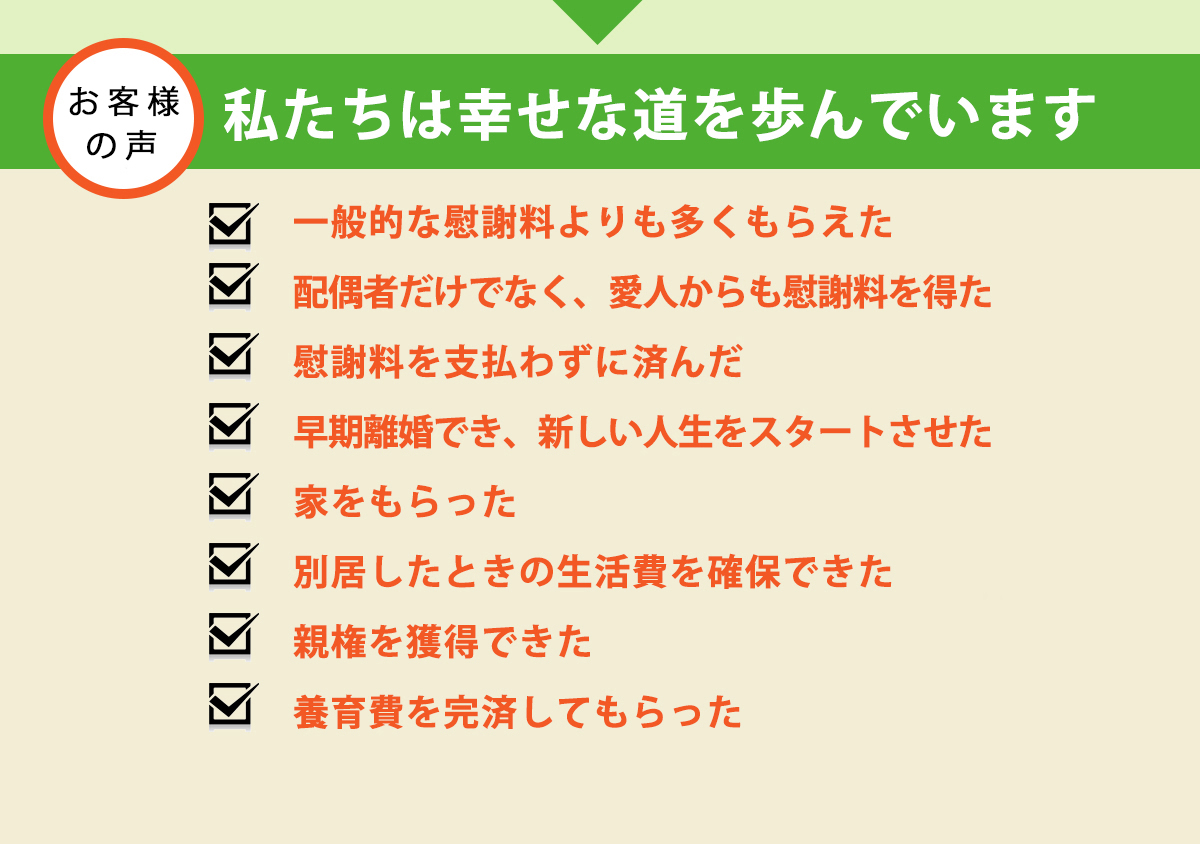 お客様
の声
私たちは幸せな道を歩んでいます
一般的な慰謝料よりも多くもらえた
配偶者だけでなく、愛人からも慰謝料を得た
慰謝料を支払わずに済んだ
早期離婚でき、新しい人生をスタートさせた
家をもらった
別居したときの生活費を確保できた
親権を獲得できた
養育費を完済してもらった